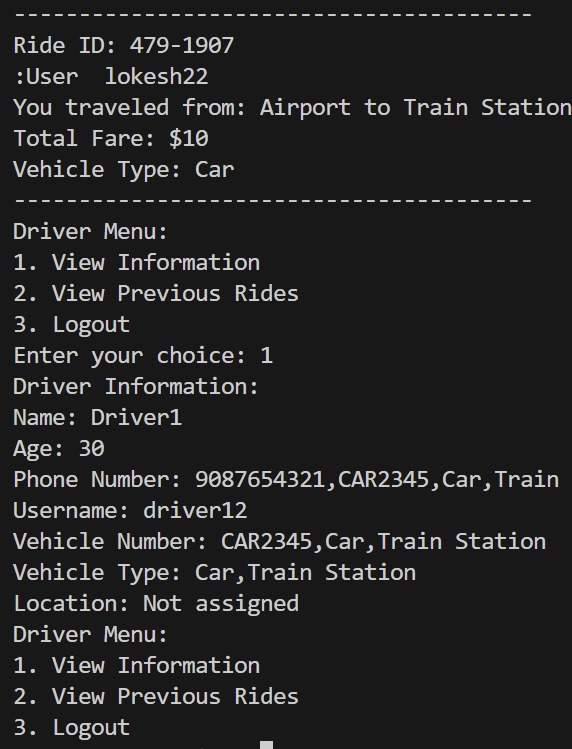 ----------------------------------------
Ride ID: 479-1907
:User  lokesh22
You traveled from: Airport to Train Station
Total Fare: $10
Vehicle Type: Car
----------------------------------------
Driver Menu:
1. View Information
2. View Previous Rides
3. Logout
Enter your choice: 1
Driver Information:
Name: Driver1
Age: 30
Phone Number: 9087654321,CAR2345,Car,Train
Username: driver12
Vehicle Number: CAR2345,Car,Train Station
Vehicle Type: Car,Train Station
Location: Not assigned
Driver Menu:
1. View Information
2. View Previous Rides
3. Logout